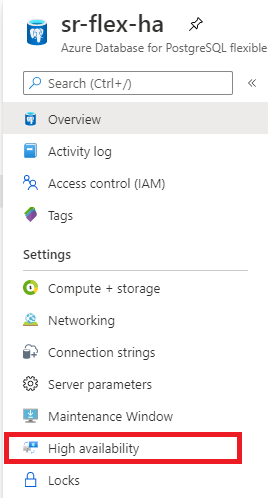 sr-flex-ha
Azure Database for PostgreSQL flexible
Search (Ctrl+/)
Overview
Activity log
Access control (IAM)
Tags
Settings
Compute + storage
Networking
Connection strings
Server parameters
Maintenance Window
High availability
Locks